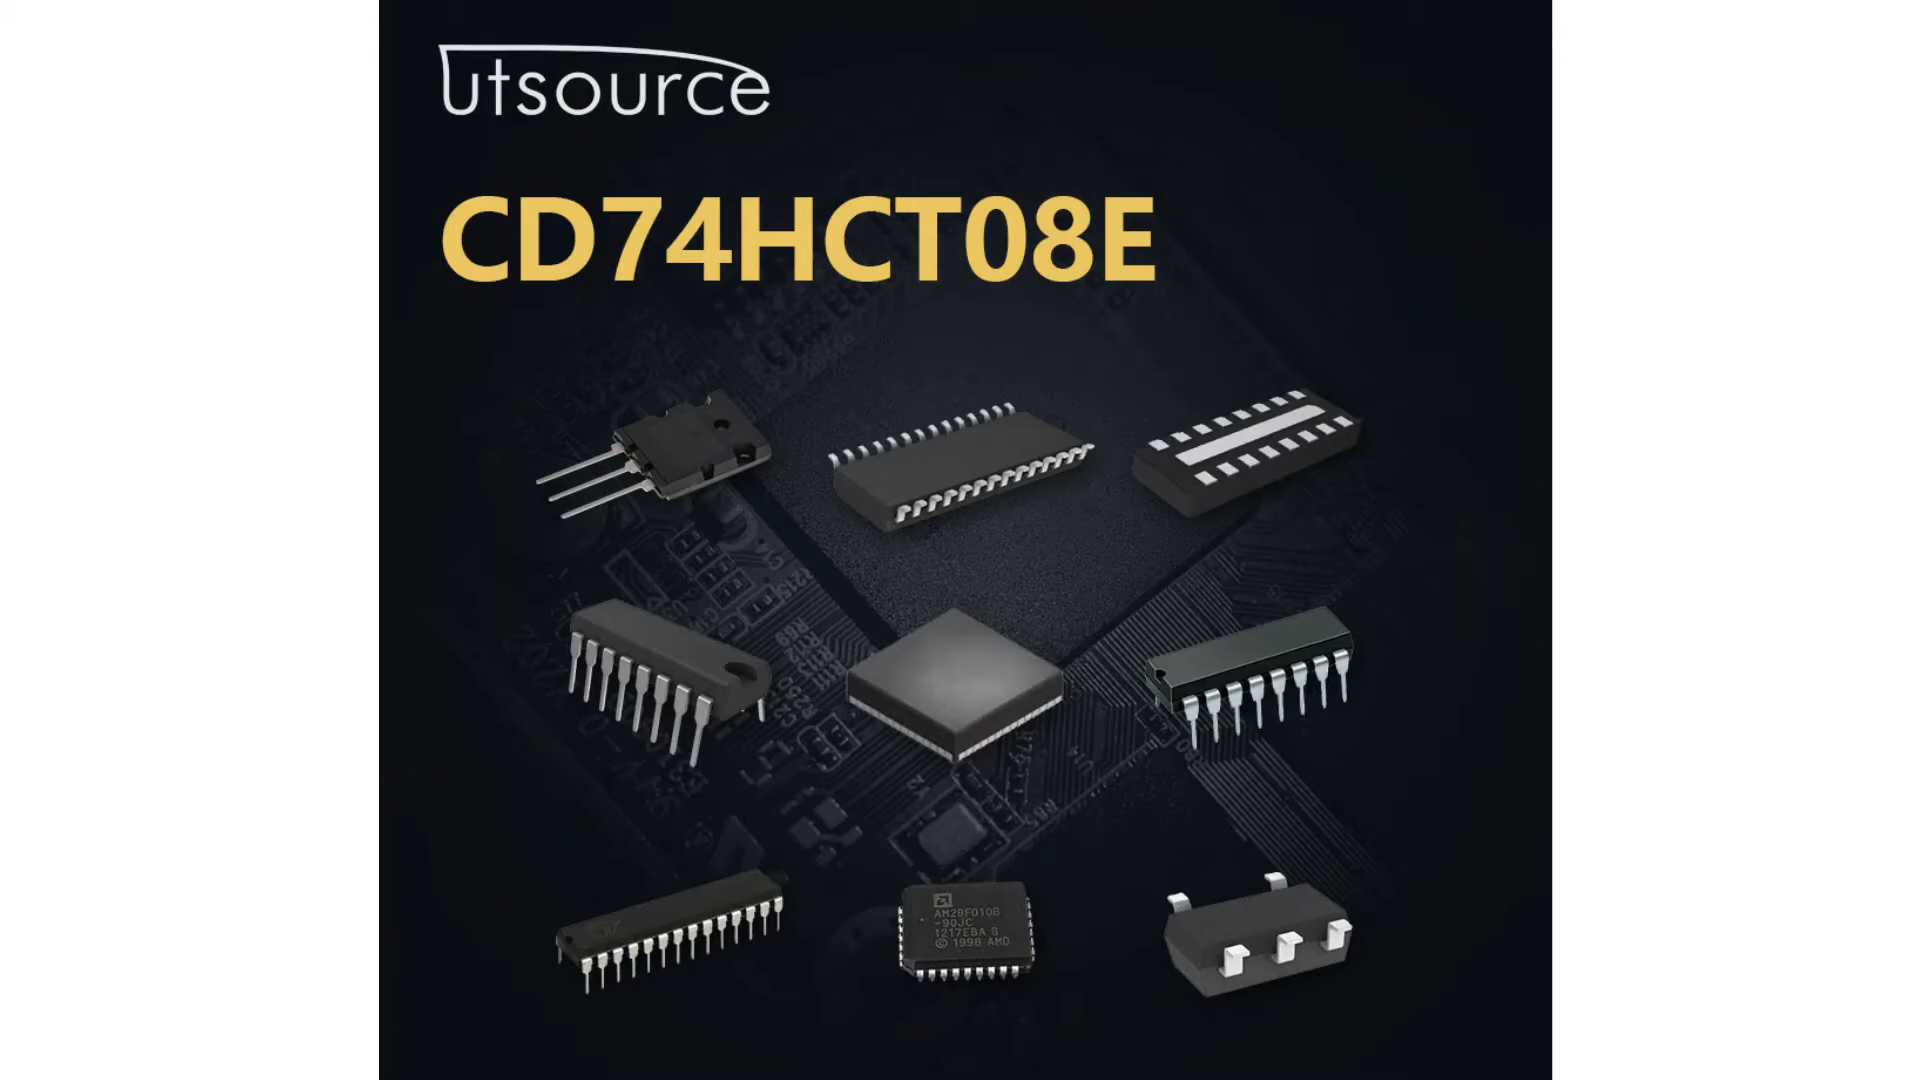 utsource
CD74HCT08E
AM29F010B
-90JC
1217EBA G
© 1998 AMD